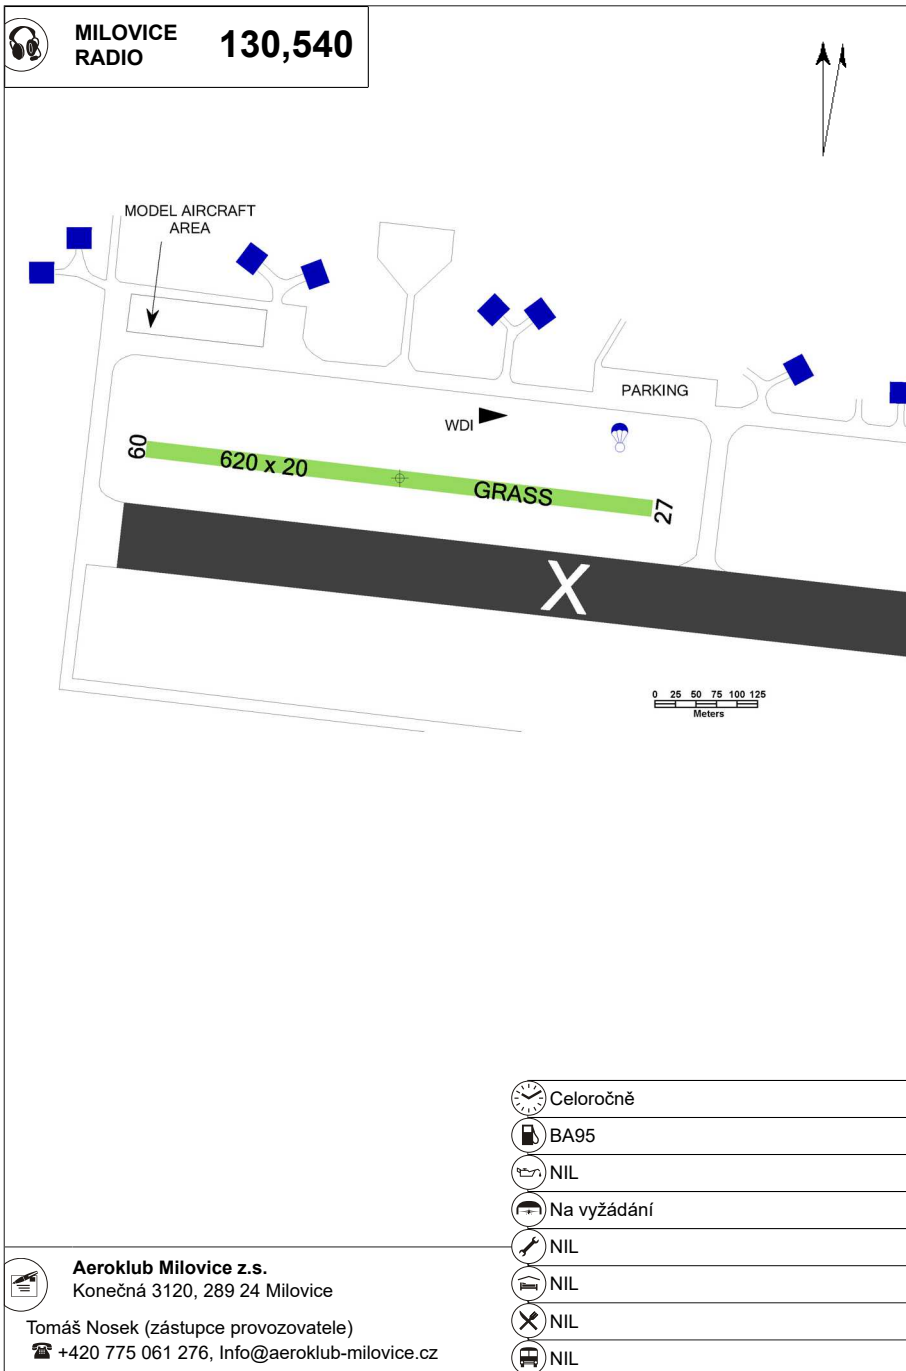 MILOVICE
RADIO
130,540
MODEL AIRCRAFT
AREA
PARKING
WDI
09
620 x 20
GRASS
27
X
0 25 50 75 100 125
Meters
Celoročně
BA95
NIL
Na vyžádání
NIL
NIL
NIL
NIL
Aeroklub Milovice z.s.
Konečná 3120, 289 24 Milovice
Tomáš Nosek (zástupce provozovatele)
☎ +420 775 061 276, Info@aeroklub-milovice.cz